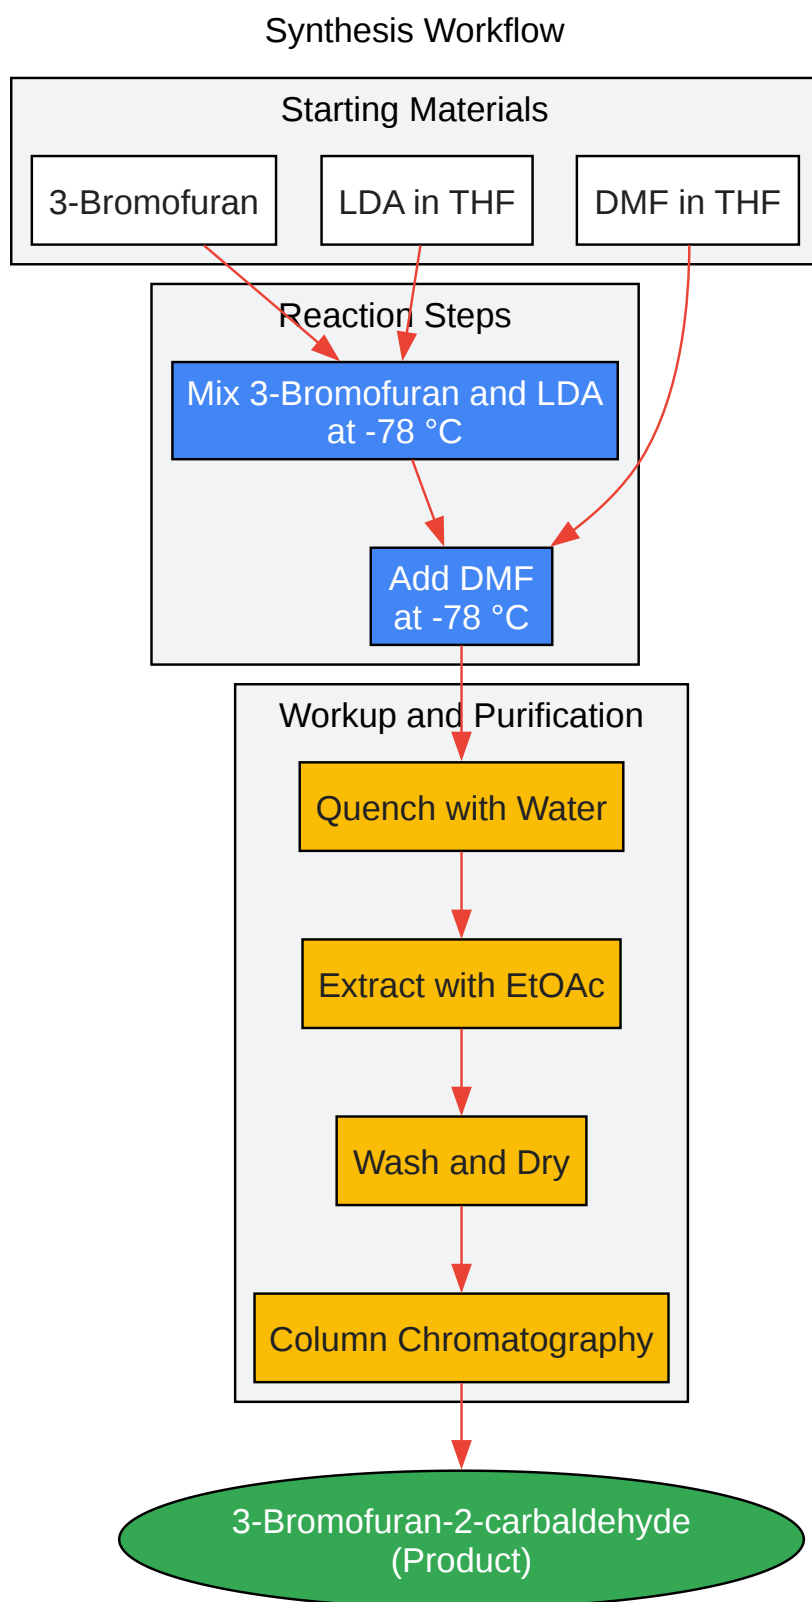 Synthesis Workflow
Starting Materials
3-Bromofuran
LDA in THF
DMF in THF
Reaction Steps
Mix 3-Bromofuran and LDA
at -78 °C
Add DMF
at -78 °C
Workup and Purification
Quench with Water
Extract with EtOAc
Wash and Dry
Column Chromatography
3-Bromofuran-2-carbaldehyde
(Product)